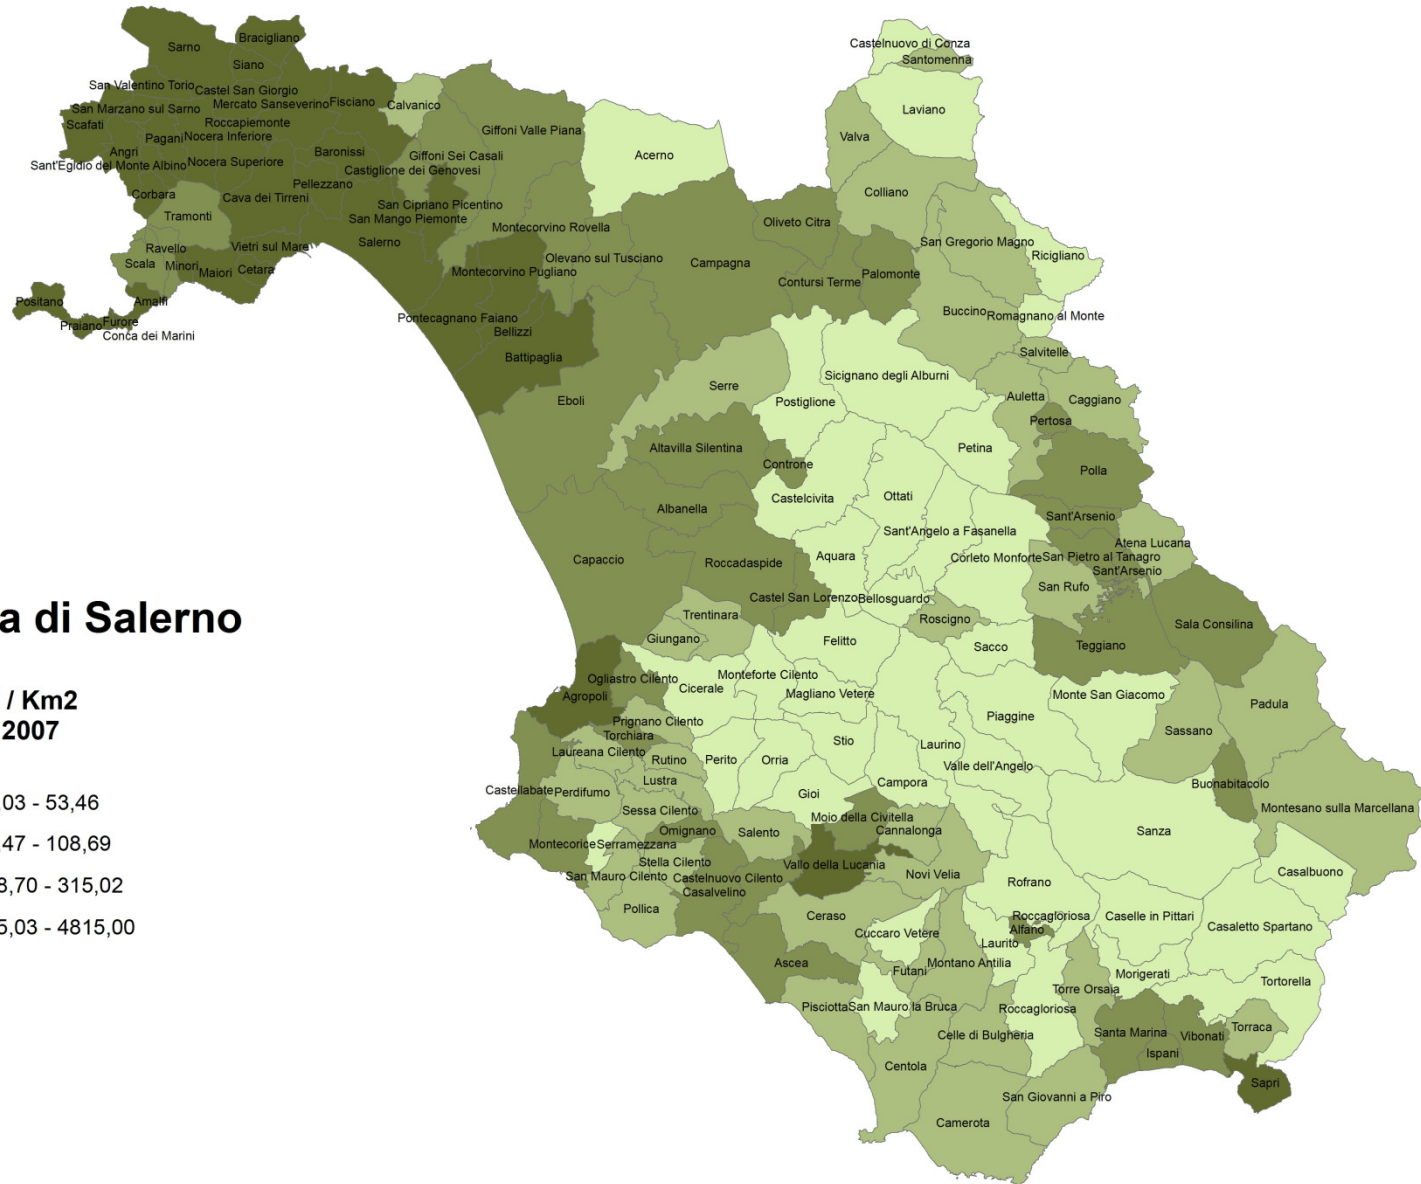 Sarno
Bracigliano
Siano
San Valentino Torio
Castel San Giorgio
San Marzano sul Sarno
Mercato Sanseverino
Fisciano
Calvanico
Scafati
Roccapiemonte
Pagani
Nocera Inferiore
Angri
Baronissi
Giffoni Valle Piana
Giffoni Sei Casali
Sant'Egidio del Monte Albino
Nocera Superiore
Castiglione dei Genovesi
Pellezzano
Corbara
Cava dei Tirreni
San Cipriano Picentino
Tramonti
San Mango Piemonte
Acerno
Castelnuovo di Conza
Santomenna
Laviano
Valva
Colliano
Ravello
Vietri sul Mare
Salerno
Montecorvino Rovella
Scala
Minori
Maiori
Cetara
Montecorvino Pugliano
Olevano sul Tusciano
Campagna
Oliveto Citra
Contursi Terme
Palomonte
San Gregorio Magno
Ricigliano
Positano
Amalfi
Praiano
Furore
Conca dei Marini
Pontecagnano Faiano
Bellizzi
Battipaglia
Buccino
Romagnano al Monte
Salvitelle
Eboli
Serre
Sicignano degli Alburni
Postiglione
Auletta
Caggiano
Pertosa
Altavilla Silentina
Controne
Petina
Polla
Castelcivita
Ottati
Albanella
Sant'Angelo a Fasanella
Sant'Arsenio
Atena Lucana
Capaccio
Roccadaspide
Aquara
Corleto Monforte
San Pietro al Tanagro
Sant'Arsenio
San Rufo
Castel San Lorenzo
Bellosguardo
Roscigno
Trentinara
Giungano
Felitto
Sacco
Teggiano
Sala Consilina
a di Salerno
Ogliastro Cilento
Agropoli
Cicerale
Monteforte Cilento
Magliano Vetere
Monte San Giacomo
Padula
/ Km2
2007
Prignano Cilento
Torchiara
Piaggine
Sassano
Laureana Cilento
Rutino
Perito
Orria
Stio
Laurino
Valle dell'Angelo
Lustra
Castellabate
Perdifumo
Gioi
Campora
Buonabitacolo
Montesano sulla Marcellana
,03 - 53,46
Sessa Cilento
Moio della Civitella
Cannalonga
Sanza
Omignano
Salento
,47 - 108,69
Montecorice
Serramezzana
Stella Cilento
Vallo della Lucania
Novi Velia
Casalbuono
San Mauro Cilento
Castelnuovo Cilento
Casalvelino
Rofrano
3,70 - 315,02
Pollica
Ceraso
Roccagloriosa
Alfano
Caselle in Pittari
Casaletto Spartano
5,03 - 4815,00
Cuccaro Vetere
Laurito
Ascea
Futani
Montano Antilia
Morigerati
Tortorella
Torre Orsaia
Pisciotta
San Mauro la Bruca
Roccagloriosa
Celle di Bulgheria
Santa Marina
Vibonati
Torraca
Ispani
Centola
Sapri
San Giovanni a Piro
Camerota